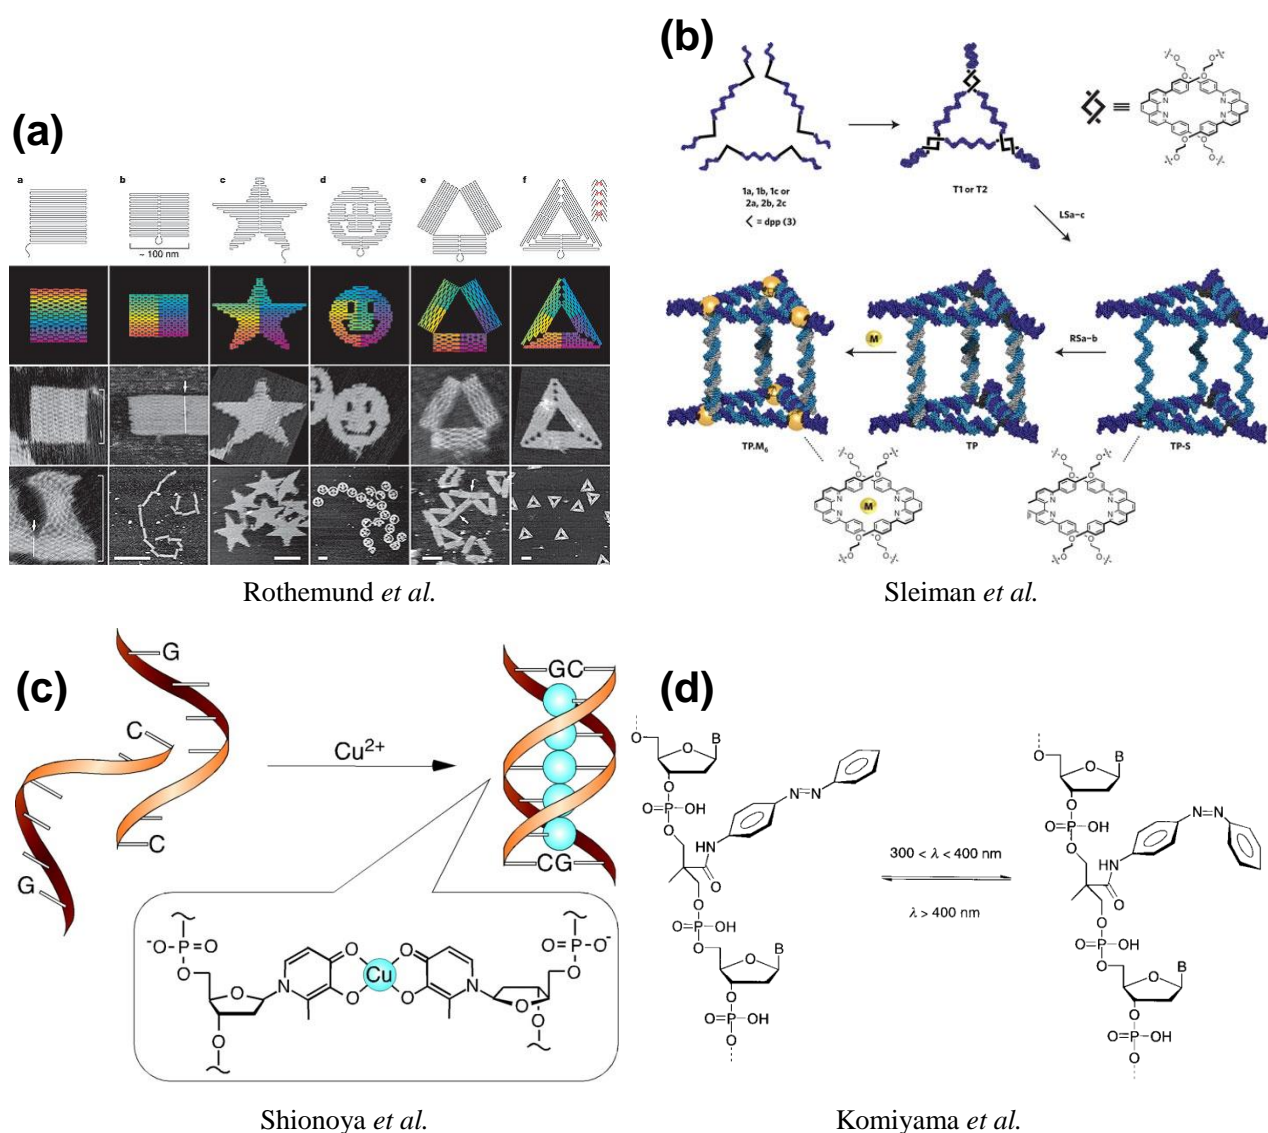 (a)
a b c d e f
~ 100 nm
Rothemund et al.
(b)
1a, 1b, 1c or
2a, 2b, 2c
= dpp (3)
T1 or T2
LSa-c
RSa-b
M
TP.M6
TP
TP-S
N N
N N
M
O O
O O
Sleiman et al.
(c)
G
C
C
G
Cu2+
GC
CG
-O-P=O
O
O
N
O
O
Cu
O
O
N
O
O
O=P-O-
Shionoya et al.
(d)
O
O
B
O
O=P-OH
O
N=N
HN
O
O
O=P-OH
O
O
B
O
O=P-OH
O
300 < λ < 400 nm
λ > 400 nm
O
O
B
O
O=P-OH
O
N=N
HN
O
O
O=P-OH
O
O
B
O
O=P-OH
O
Komiyama et al.